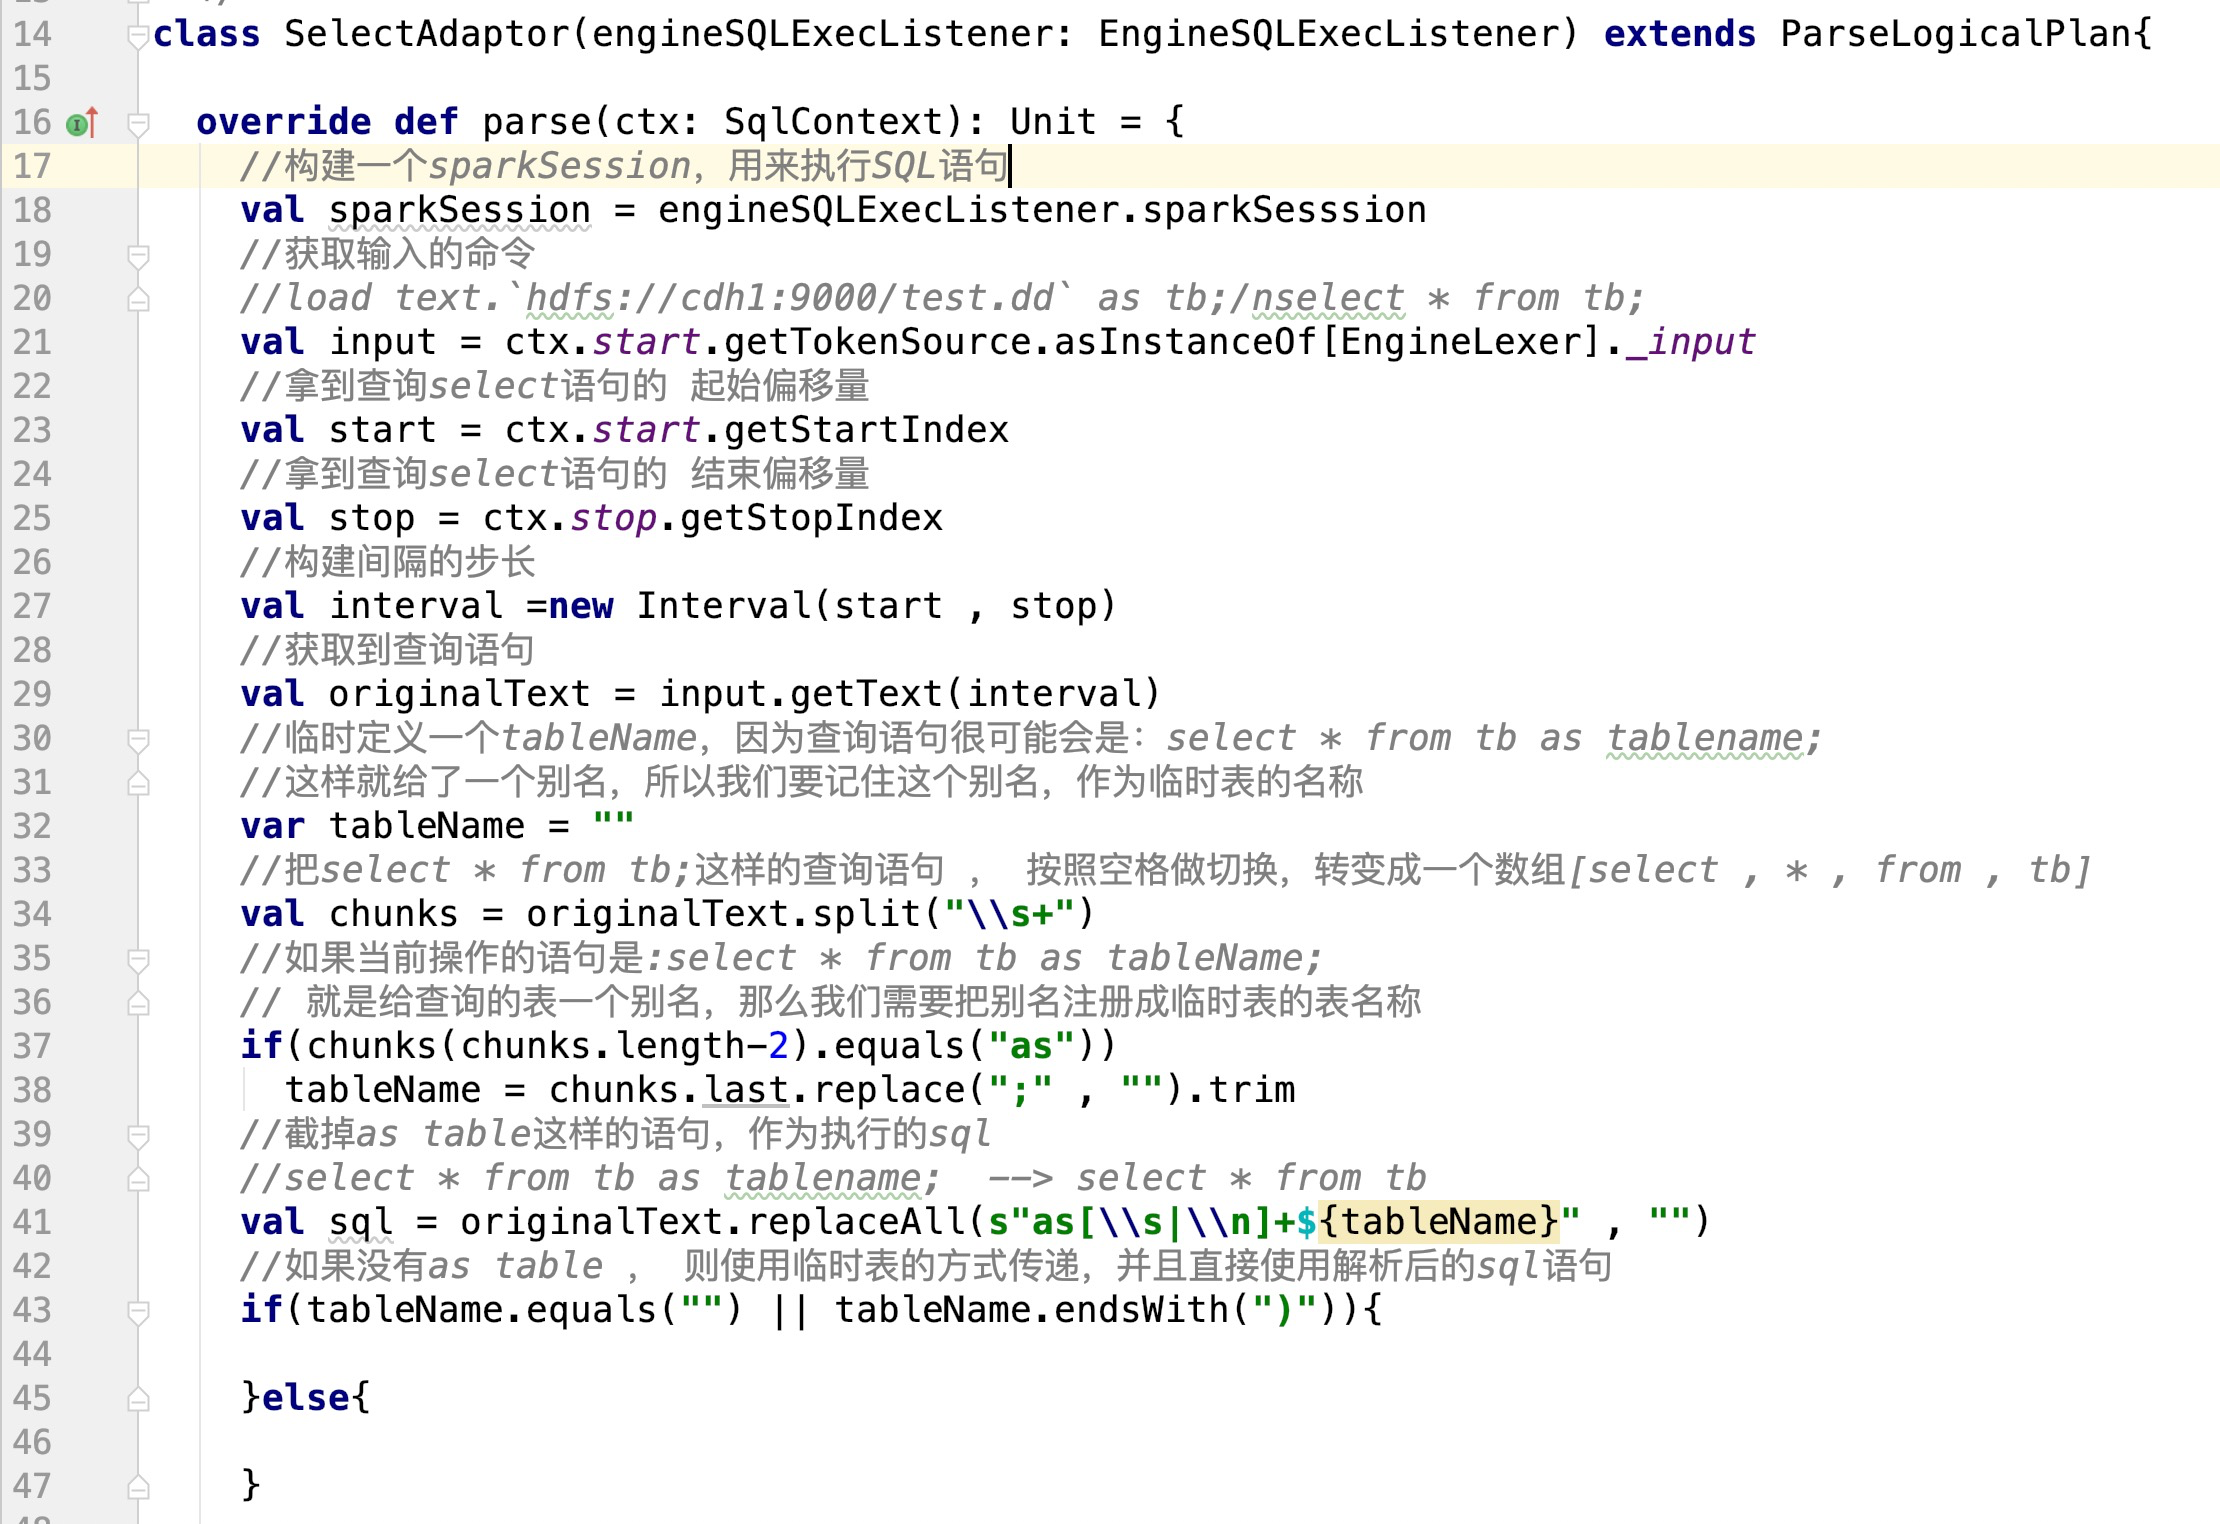 14 class SelectAdaptor(engineSQLExecListener: EngineSQLExecListener) extends ParseLogicalPlan{
15
16 override def parse(ctx: SqlContext): Unit = {
17 //构建一个sparkSession，用来执行SQL语句
18 val sparkSession = engineSQLExecListener.sparkSesssion
19 //获取输入的命令
20 //load text.`hdfs://cdh1:9000/test.dd` as tb;/nselect * from tb;
21 val input = ctx.start.getTokenSource.asInstanceOf[EngineLexer]._input
22 //拿到查询select语句的 起始偏移量
23 val start = ctx.start.getStartIndex
24 //拿到查询select语句的 结束偏移量
25 val stop = ctx.stop.getStopIndex
26 //构建间隔的步长
27 val interval =new Interval(start , stop)
28 //获取到查询语句
29 val originalText = input.getText(interval)
30 //临时定义一个tableName，因为查询语句很可能会是：select * from tb as tablename;
31 //这样就给了一个别名，所以我们要记住这个别名，作为临时表的名称
32 var tableName = ""
33 //把select * from tb;这样的查询语句 ， 按照空格做切换，转变成一个数组[select , * , from , tb]
34 val chunks = originalText.split("\\s+")
35 //如果当前操作的语句是:select * from tb as tableName;
36 // 就是给查询的表一个别名，那么我们需要把别名注册成临时表的表名称
37 if(chunks(chunks.length-2).equals("as"))
38 tableName = chunks.last.replace(";" , "").trim
39 //截掉as table这样的语句，作为执行的sql
40 //select * from tb as tablename;  --> select * from tb
41 val sql = originalText.replaceAll(s"as[\\s|\\n]+${tableName}" , "")
42 //如果没有as table ， 则使用临时表的方式传递，并且直接使用解析后的sql语句
43 if(tableName.equals("") || tableName.endsWith(")")){
44
45 }else{
46
47 }